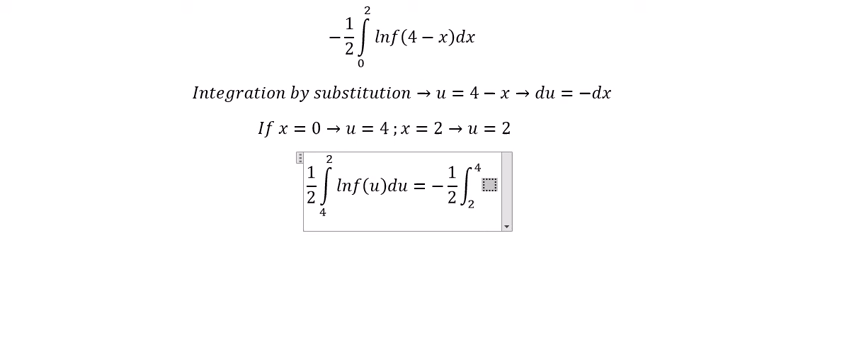 −1/2 ∫₀² lnf(4 − x)dx
Integration by substitution → u = 4 − x → du = −dx
If x = 0 → u = 4 ; x = 2 → u = 2
1/2 ∫₄² lnf(u)du = −1/2 ∫₂⁴